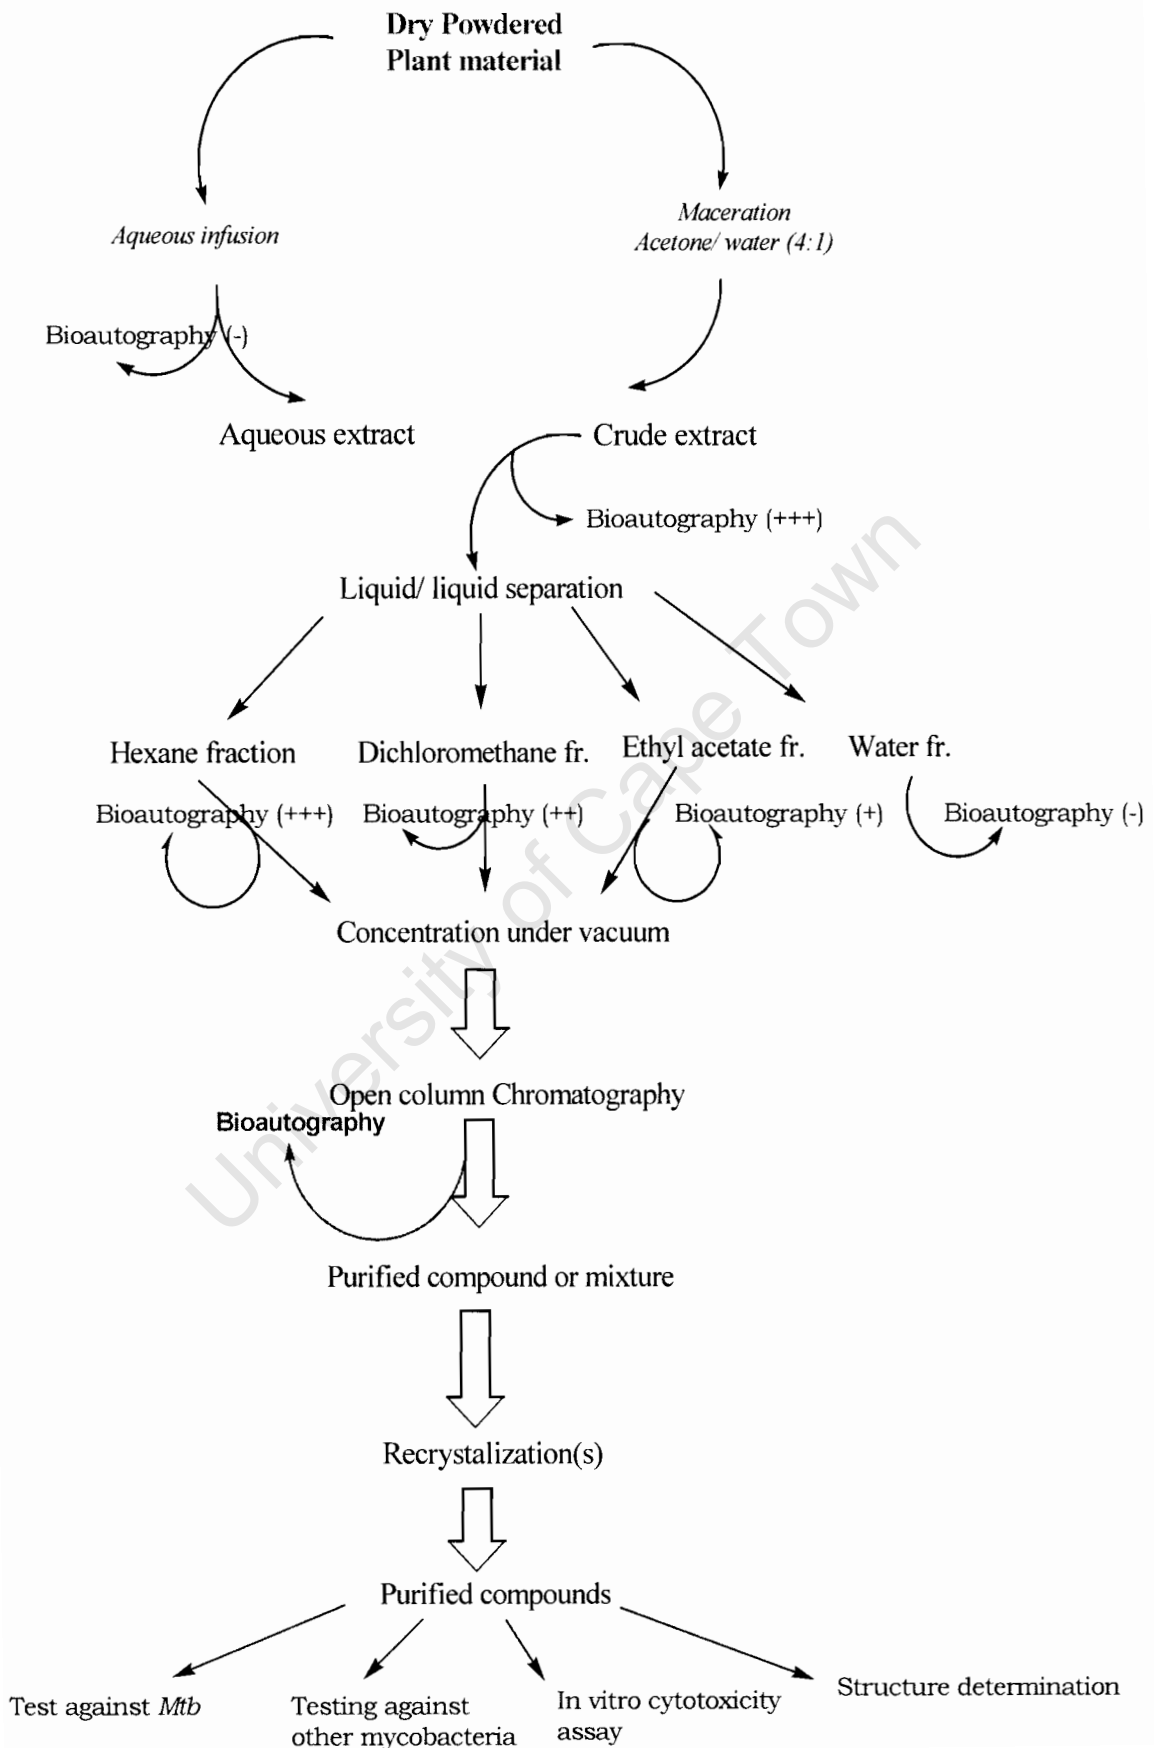 Dry Powdered
Plant material
Aqueous infusion
Maceration
Acetone/ water (4:1)
Bioautography (-)
Aqueous extract
Crude extract
Bioautography (+++)
Liquid/ liquid separation
Hexane fraction
Dichloromethane fr.
Ethyl acetate fr.
Water fr.
Bioautography (+++)
Bioautography (++)
Bioautography (+)
Bioautography (-)
Concentration under vacuum
Open column Chromatography
Bioautography
Purified compound or mixture
Recrystalization(s)
Purified compounds
Test against Mtb
Testing against
other mycobacteria
In vitro cytotoxicity
assay
Structure determination
University of Cape Town